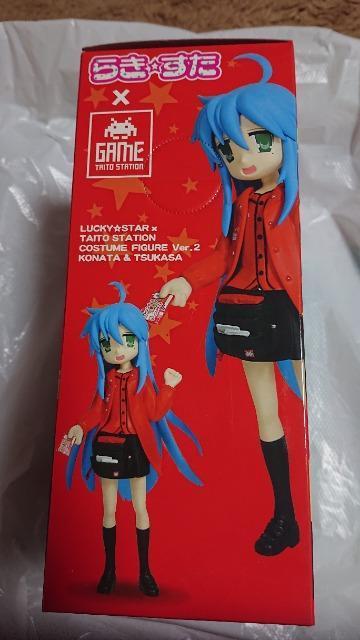 らき☆すた
×
GAME
TAITO STATION
LUCKY☆STAR ×
TAITO STATION
COSTUME FIGURE Ver.2
KONATA & TSUKASA